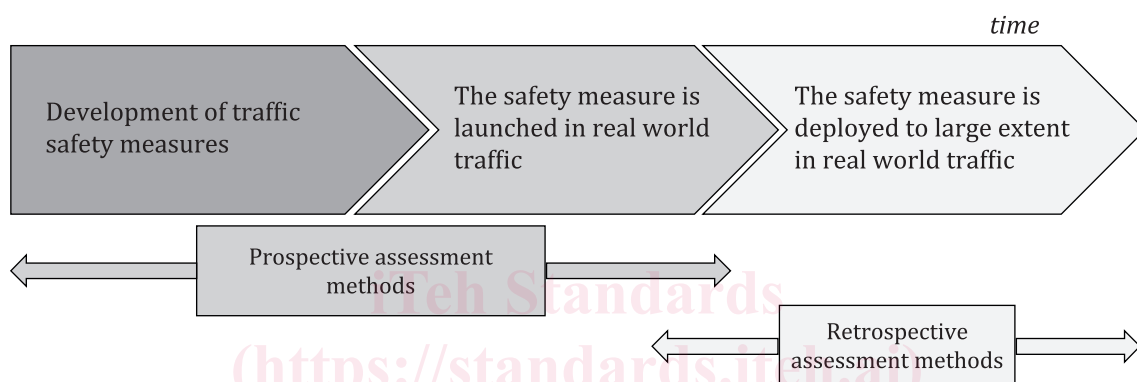 time
Development of traffic
safety measures
The safety measure is
launched in real world
traffic
The safety measure is
deployed to large extent
in real world traffic
Prospective assessment
methods
iTeh Standards
Retrospective
assessment methods
(https://standards.iteh.ai)